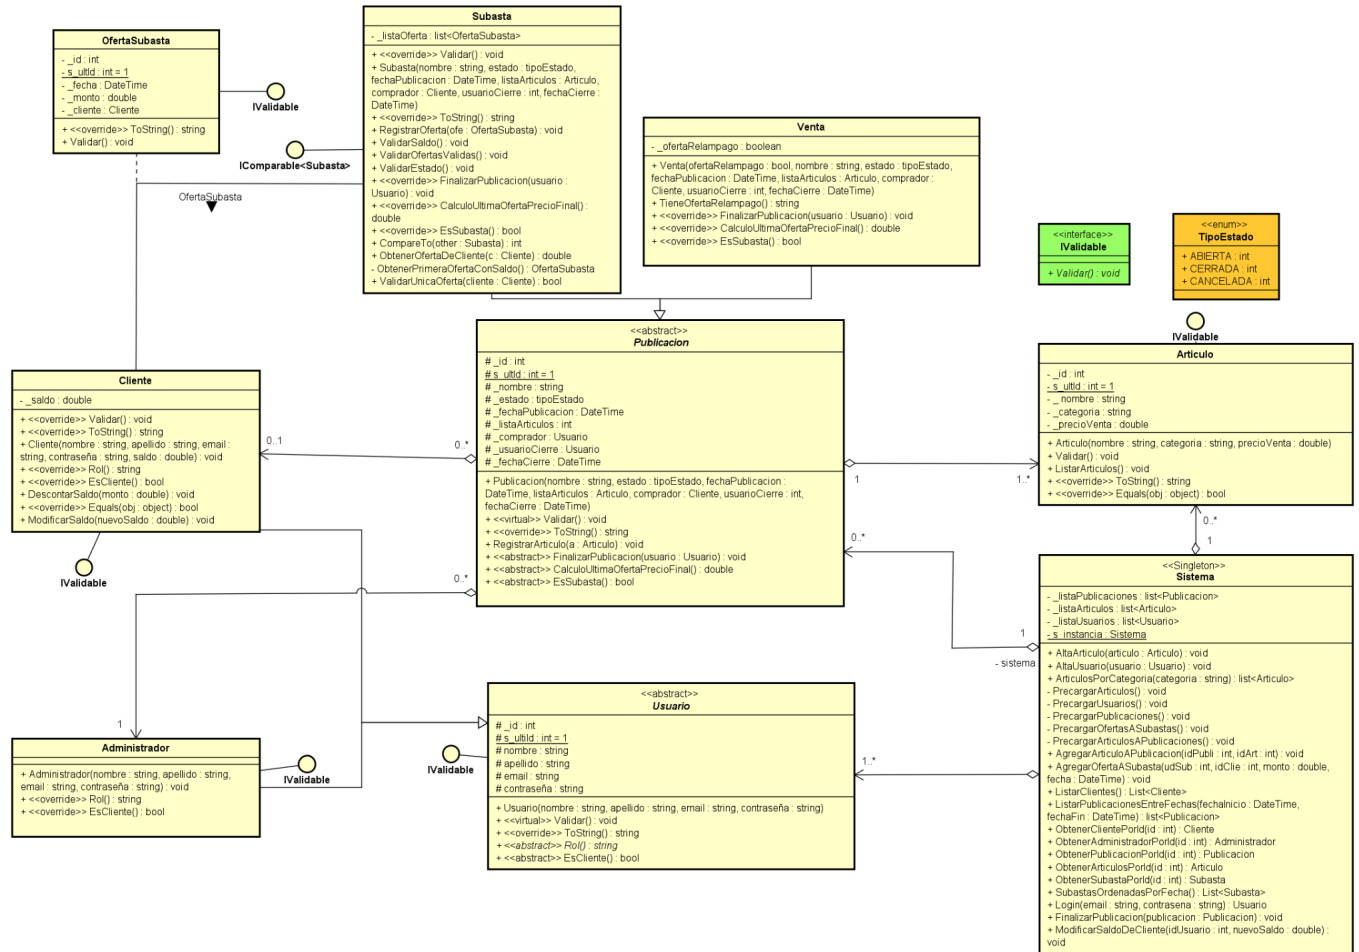 OfertaSubasta
- _id : int
- s_ultId : int = 1
- _fecha : DateTime
- _monto : double
- _cliente : Cliente
+ <<override>> ToString() : string
+ Validar() : void
IValidable
Subasta
- _listaOferta : list<OfertaSubasta>
+ <<override>> Validar() : void
+ Subasta(nombre : string, estado : tipoEstado,
fechaPublicacion : DateTime, listaArticulos : Articulo,
comprador : Cliente, usuarioCierre : int, fechaCierre :
DateTime)
+ <<override>> ToString() : string
+ RegistrarOferta(ofe : OfertaSubasta) : void
+ ValidarSaldo() : void
+ ValidarOfertasValidas() : void
+ ValidarEstado() : void
+ <<override>> FinalizarPublicacion(usuario :
Usuario) : void
+ <<override>> CalculoUltimaOfertaPrecioFinal() :
double
+ <<override>> EsSubasta() : bool
+ CompareTo(other : Subasta) : int
+ ObtenerOfertaDeCliente(c : Cliente) : double
- ObtenerPrimeraOfertaConSaldo() : OfertaSubasta
+ ValidarUnicaOferta(cliente : Cliente) : bool
IComparable<Subasta>
OfertaSubasta
Venta
- _ofertaRelampago : boolean
+ Venta(ofertaRelampago : bool, nombre : string, estado : tipoEstado,
fechaPublicacion : DateTime, listaArticulos : Articulo, comprador :
Cliente, usuarioCierre : int, fechaCierre : DateTime)
+ TieneOfertaRelampago() : string
+ <<override>> FinalizarPublicacion(usuario : Usuario) : void
+ <<override>> CalculoUltimaOfertaPrecioFinal() : double
+ <<override>> EsSubasta() : bool
<<interface>>
IValidable
+ Validar() : void
<<enum>>
TipoEstado
+ ABIERTA : int
+ CERRADA : int
+ CANCELADA : int
IValidable
Articulo
- _id : int
- s_ultId : int = 1
- _ nombre : string
- _categoria : string
- _precioVenta : double
+ Articulo(nombre : string, categoria : string, precioVenta : double)
+ Validar() : void
+ ListarArticulos() : void
+ <<override>> ToString() : string
+ <<override>> Equals(obj : object) : bool
<<abstract>>
Publicacion
# _id : int
# s_ultId : int = 1
# _nombre : string
# _estado : tipoEstado
# _fechaPublicacion : DateTime
# _listaArticulos : int
# _comprador : Usuario
# _usuarioCierre : Usuario
# _fechaCierre : DateTime
+ Publicacion(nombre : string, estado : tipoEstado, fechaPublicacion :
DateTime, listaArticulos : Articulo, comprador : Cliente, usuarioCierre : int,
fechaCierre : DateTime)
+ <<virtual>> Validar() : void
+ <<override>> ToString() : string
+ RegistrarArticulo(a : Articulo) : void
+ <<abstract>> FinalizarPublicacion(usuario : Usuario) : void
+ <<abstract>> CalculoUltimaOfertaPrecioFinal() : double
+ <<abstract>> EsSubasta() : bool
Cliente
- _saldo : double
+ <<override>> Validar() : void
+ <<override>> ToString() : string
+ Cliente(nombre : string, apellido : string, email :
string, contraseña : string, saldo : double) : void
+ <<override>> Rol() : string
+ <<override>> EsCliente() : bool
+ DescontarSaldo(monto : double) : void
+ <<override>> Equals(obj : object) : bool
+ ModificarSaldo(nuevoSaldo : double) : void
IValidable
0..1
0..*
1
1..*
0..*
1
0..*
0..*
1
- sistema
1
1..*
Administrador
+ Administrador(nombre : string, apellido : string,
email : string, contraseña : string) : void
+ <<override>> Rol() : string
+ <<override>> EsCliente() : bool
IValidable
<<abstract>>
Usuario
# _id : int
# s_ultId : int = 1
# nombre : string
# apellido : string
# email : string
# contraseña : string
+ Usuario(nombre : string, apellido : string, email : string, contraseña : string)
+ <<virtual>> Validar() : void
+ <<override>> ToString() : string
+ <<abstract>> Rol() : string
+ <<abstract>> EsCliente() : bool
IValidable
<<Singleton>>
Sistema
- _listaPublicaciones : list<Publicacion>
- _listaArticulos : list<Articulo>
- _listaUsuarios : list<Usuario>
- s_instancia : Sistema
+ AltaArticulo(articulo : Articulo) : void
+ AltaUsuario(usuario : Usuario) : void
+ ArticulosPorCategoria(categoria : string) : list<Articulo>
- PrecargarArticulos() : void
- PrecargarUsuarios() : void
- PrecargarPublicaciones() : void
- PrecargarOfertasASubastas() : void
- PrecargarArticulosAPublicaciones() : void
+ AgregarArticuloAPublicacion(idPubli : int, idArt : int) : void
+ AgregarOfertaASubasta(udSub : int, idClie : int, monto : double,
fecha : DateTime) : void
+ ListarClientes() : List<Cliente>
+ ListarPublicacionesEntreFechas(fechaInicio : DateTime,
fechaFin : DateTime) : list<Publicacion>
+ ObtenerClientePorId(id : int) : Cliente
+ ObtenerAdministradorPorId(id : int) : Administrador
+ ObtenerPublicacionPorId(id : int) : Publicacion
+ ObtenerArticulosPorId(id : int) : Articulo
+ ObtenerSubastaPorId(id : int) : Subasta
+ SubastasOrdenadasPorFecha() : List<Subasta>
+ Login(email : string, contrasena : string) : Usuario
+ FinalizarPublicacion(publicacion : Publicacion) : void
+ ModificarSaldoDeCliente(idUsuario : int, nuevoSaldo : double) :
void